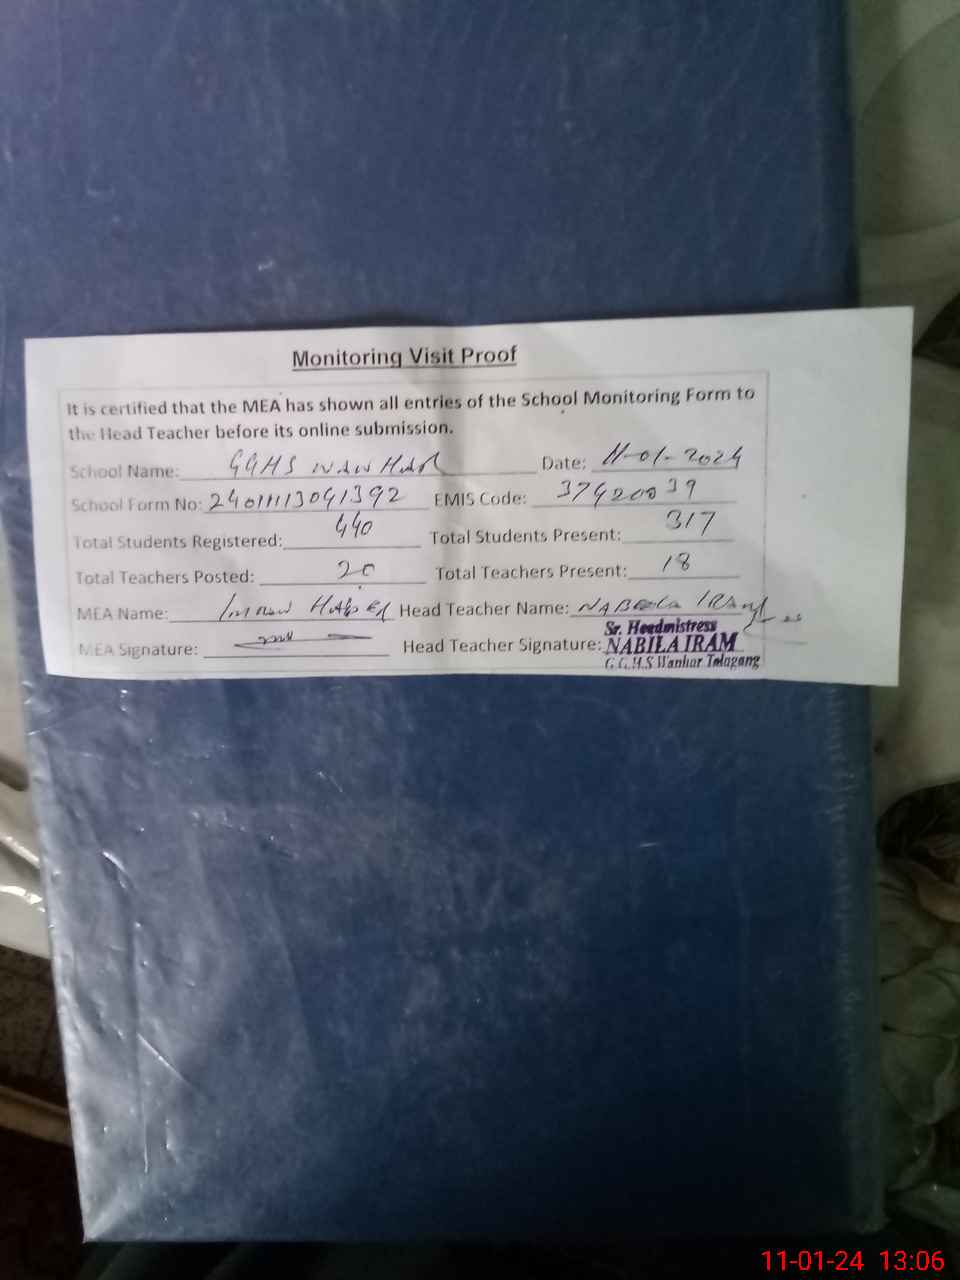 Monitoring Visit Proof
It is certified that the MEA has shown all entries of the School Monitoring Form to
the Head Teacher before its online submission.
School Name: GGHS WANHAR Date: 11-01-2024
School Form No: 24011113041392 EMIS Code: 37420039
Total Students Registered: 440 Total Students Present: 317
Total Teachers Posted: 20 Total Teachers Present: 18
MEA Name: Head Teacher Name: NABEELA IRAM
MEA Signature: Head Teacher Signature:
Sr. Headmistress
NABILA IRAM
G.G.H.S Wanhar Talagang
11-01-24 13:06